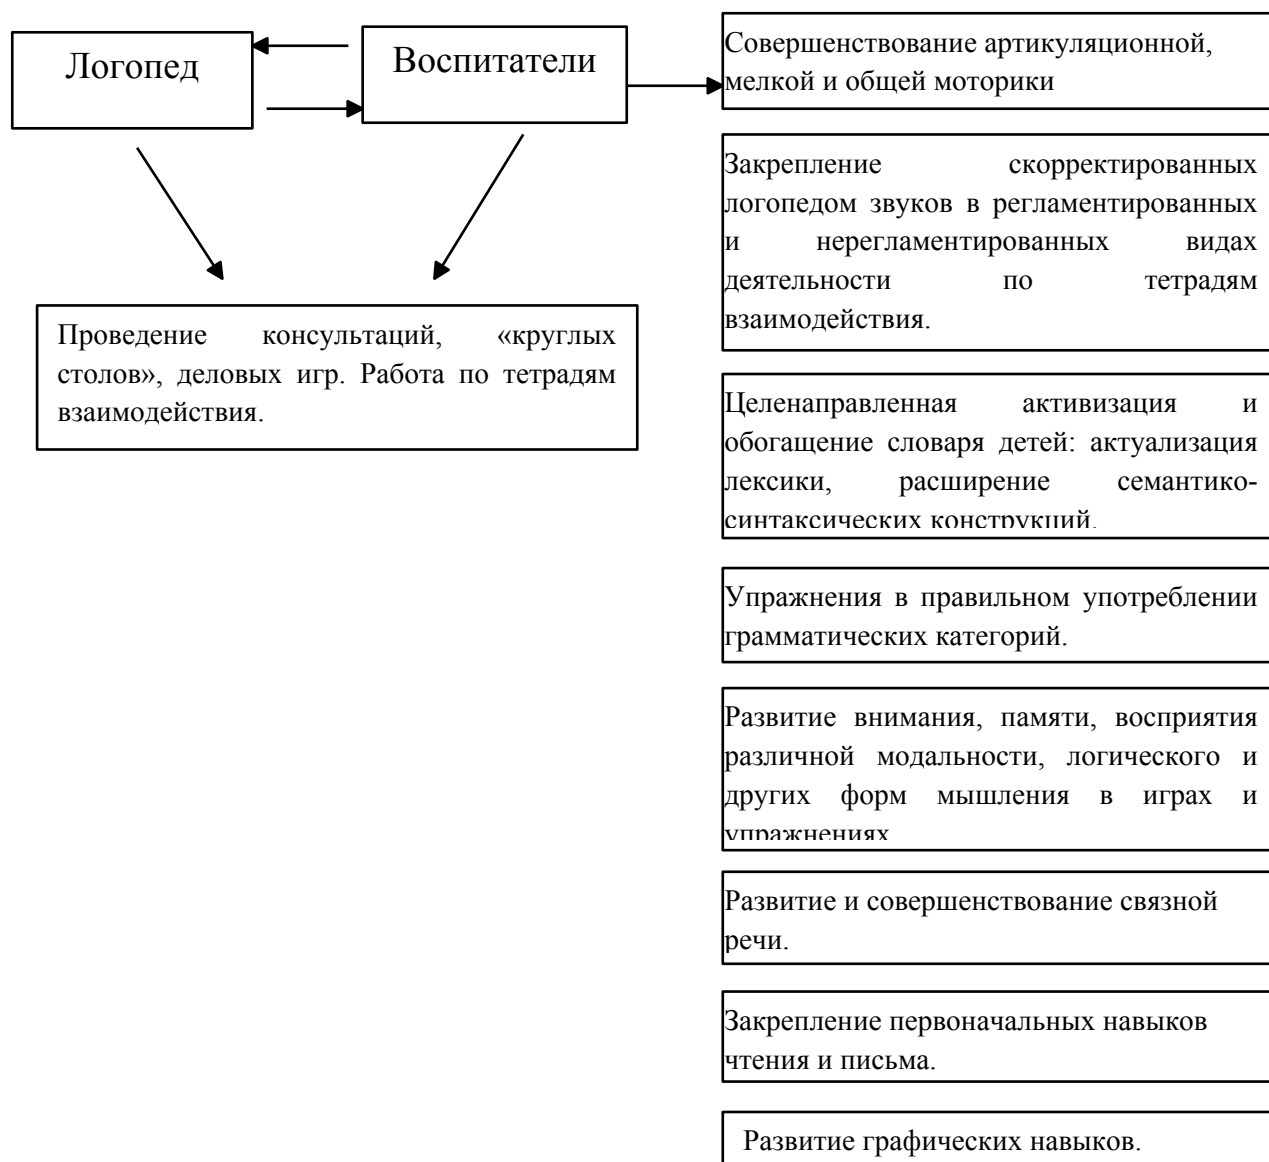 Логопед
Воспитатели
Проведение консультаций, «круглых
столов», деловых игр. Работа по тетрадям
взаимодействия.
Совершенствование артикуляционной,
мелкой и общей моторики
Закрепление скорректированных
логопедом звуков в регламентированных
и нерегламентированных видах
деятельности по тетрадям
взаимодействия.
Целенаправленная активизация и
обогащение словаря детей: актуализация
лексики, расширение семантико-
синтаксических конструкций.
Упражнения в правильном употреблении
грамматических категорий.
Развитие внимания, памяти, восприятия
различной модальности, логического и
других форм мышления в играх и
упражнениях
Развитие и совершенствование связной
речи.
Закрепление первоначальных навыков
чтения и письма.
Развитие графических навыков.